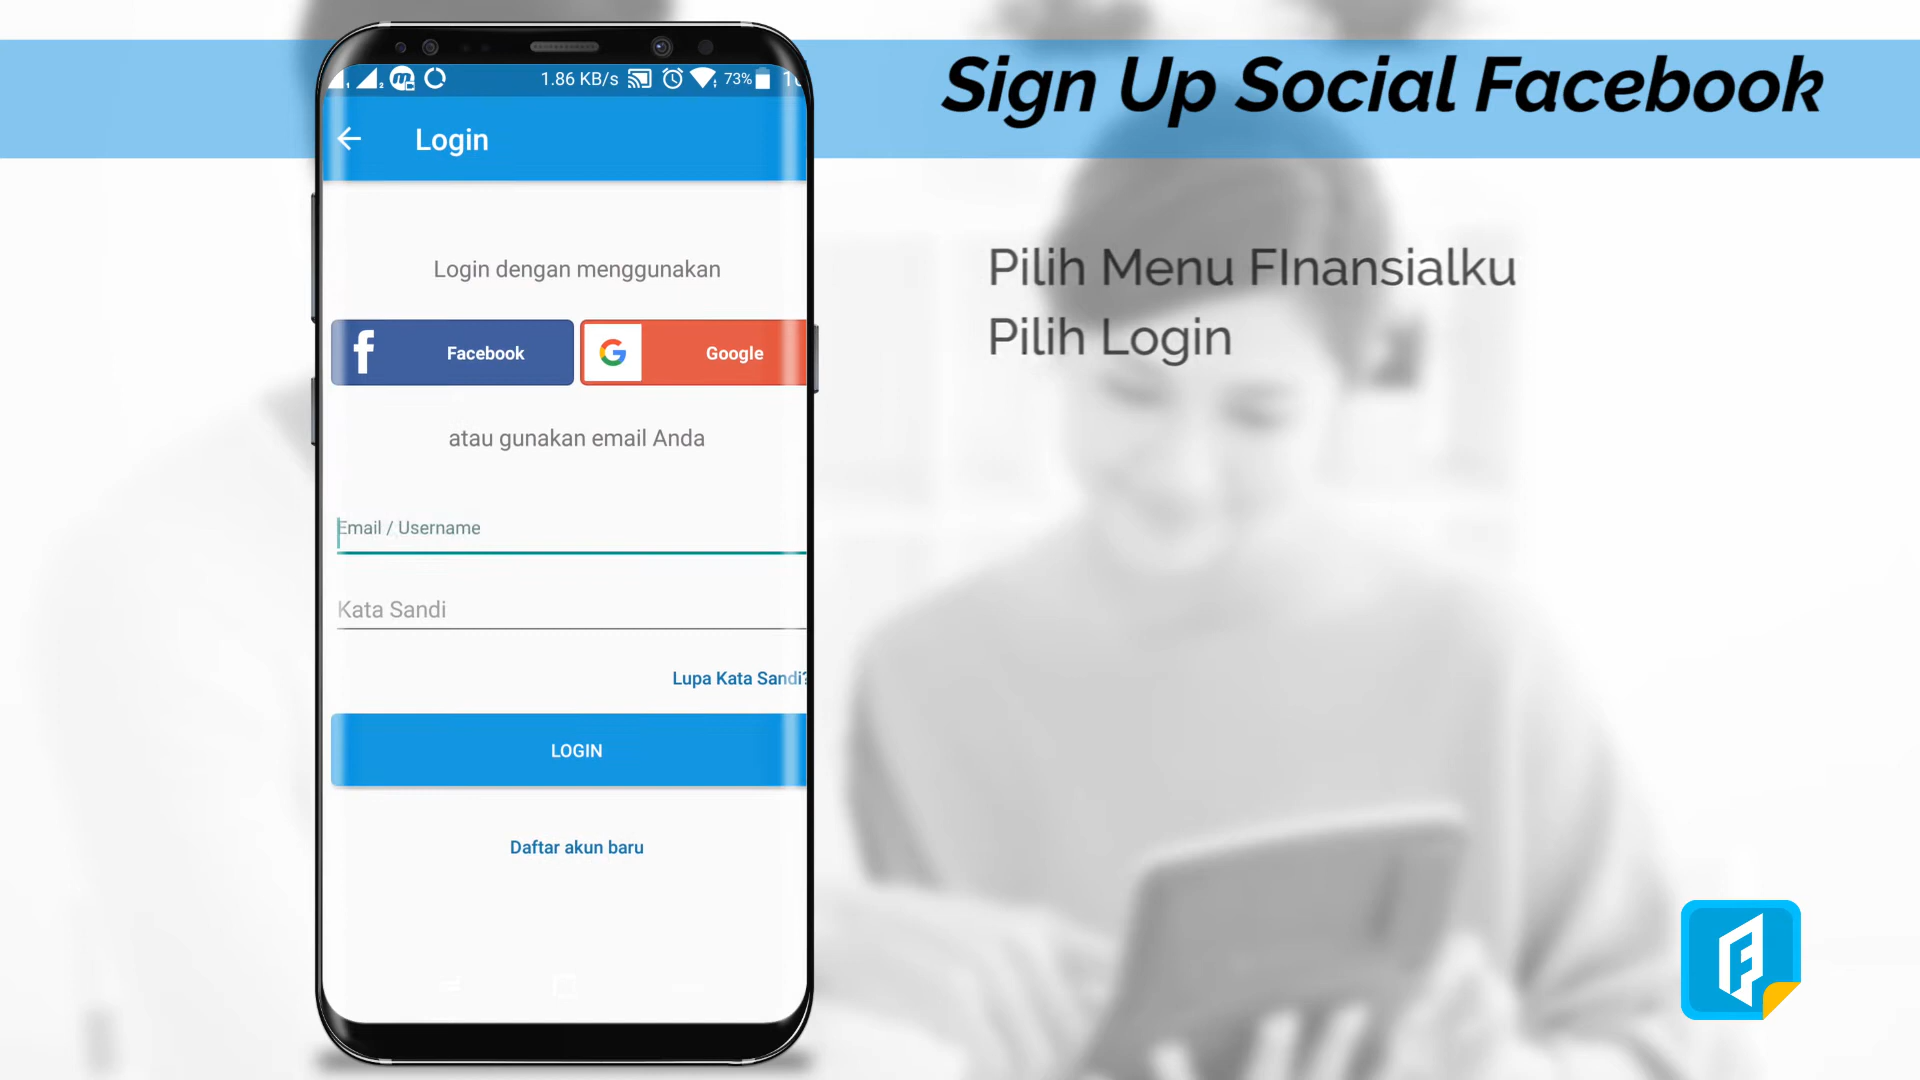 Sign Up Social Facebook
Pilih Menu FInansialku
Pilih Login
1.86 KB/s
73%
Login
Login dengan menggunakan
Facebook
Google
atau gunakan email Anda
Email / Username
Kata Sandi
Lupa Kata Sandi?
LOGIN
Daftar akun baru